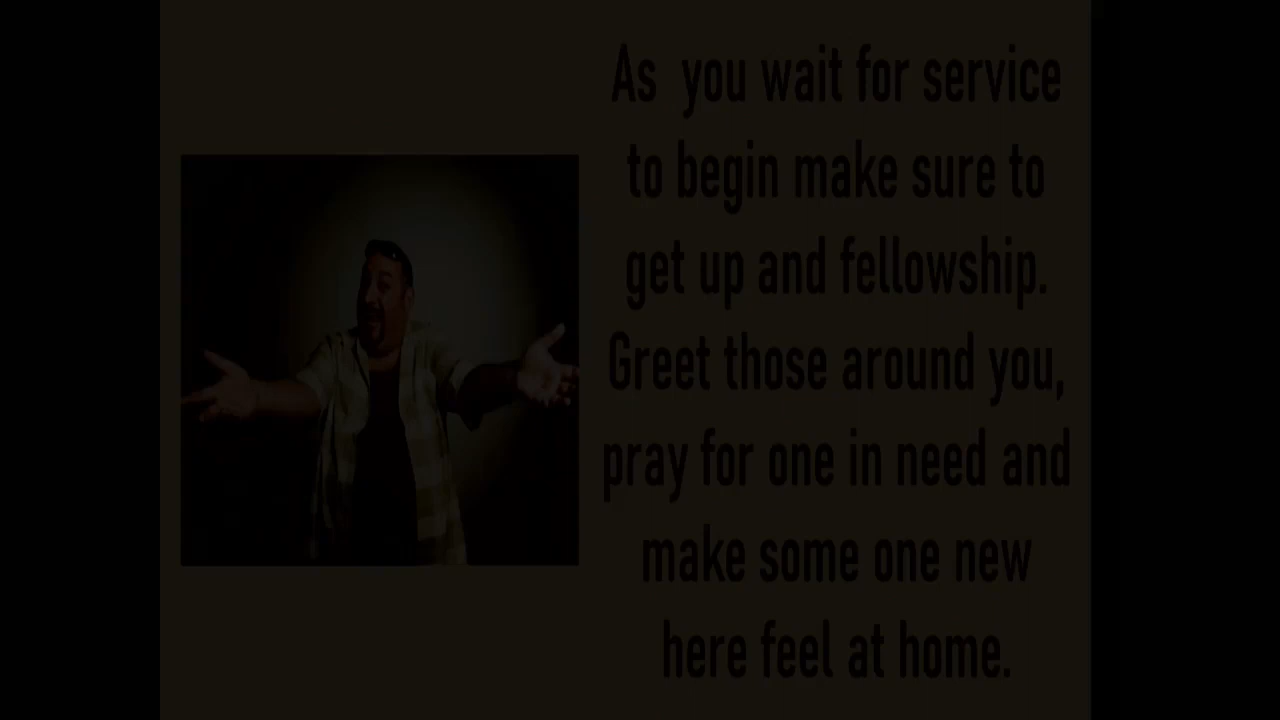 As you wait for service
to begin make sure to
get up and fellowship.
Greet those around you,
pray for one in need and
make some one new
here feel at home.